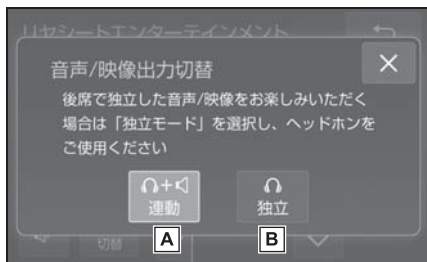 リヤシートエンターテインメント
音声/映像出力切替
後席で独立した音声/映像をお楽しみいただく
場合は「独立モード」を選択し、ヘッドホンを
ご使用ください
連動
独立
A
B
切替